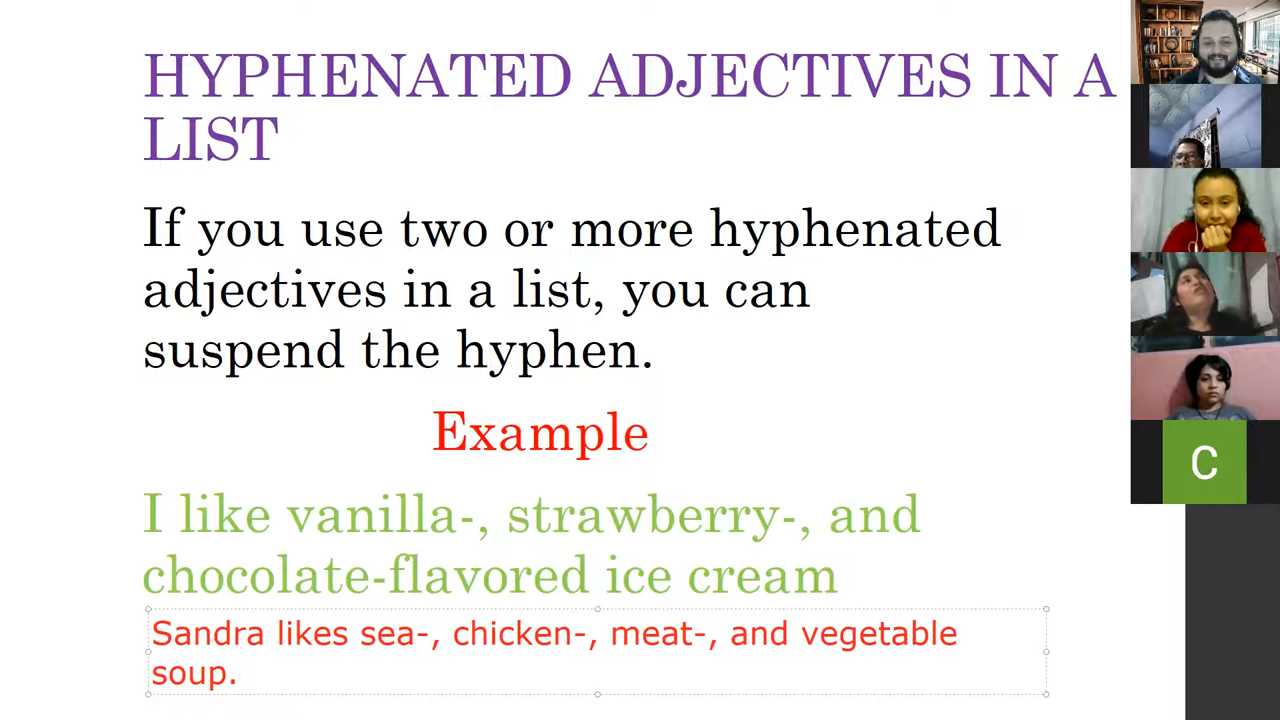 HYPHENATED ADJECTIVES IN A
LIST
If you use two or more hyphenated
adjectives in a list, you can
suspend the hyphen.
Example
I like vanilla-, strawberry-, and
chocolate-flavored ice cream
Sandra likes sea-, chicken-, meat-, and vegetable
soup.
C